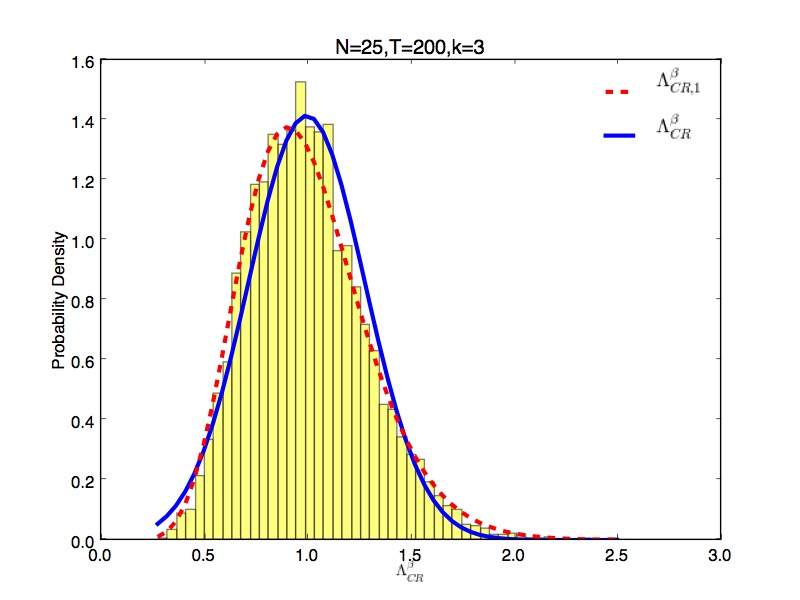 N=25,T=200,k=3
1.6
1.4
1.2
1.0
0.8
0.6
0.4
0.2
0.0
Probability Density
Λ^β_{CR,1}
Λ^β_{CR}
0.0 0.5 1.0 1.5 2.0 2.5 3.0
Λ^β_{CR}